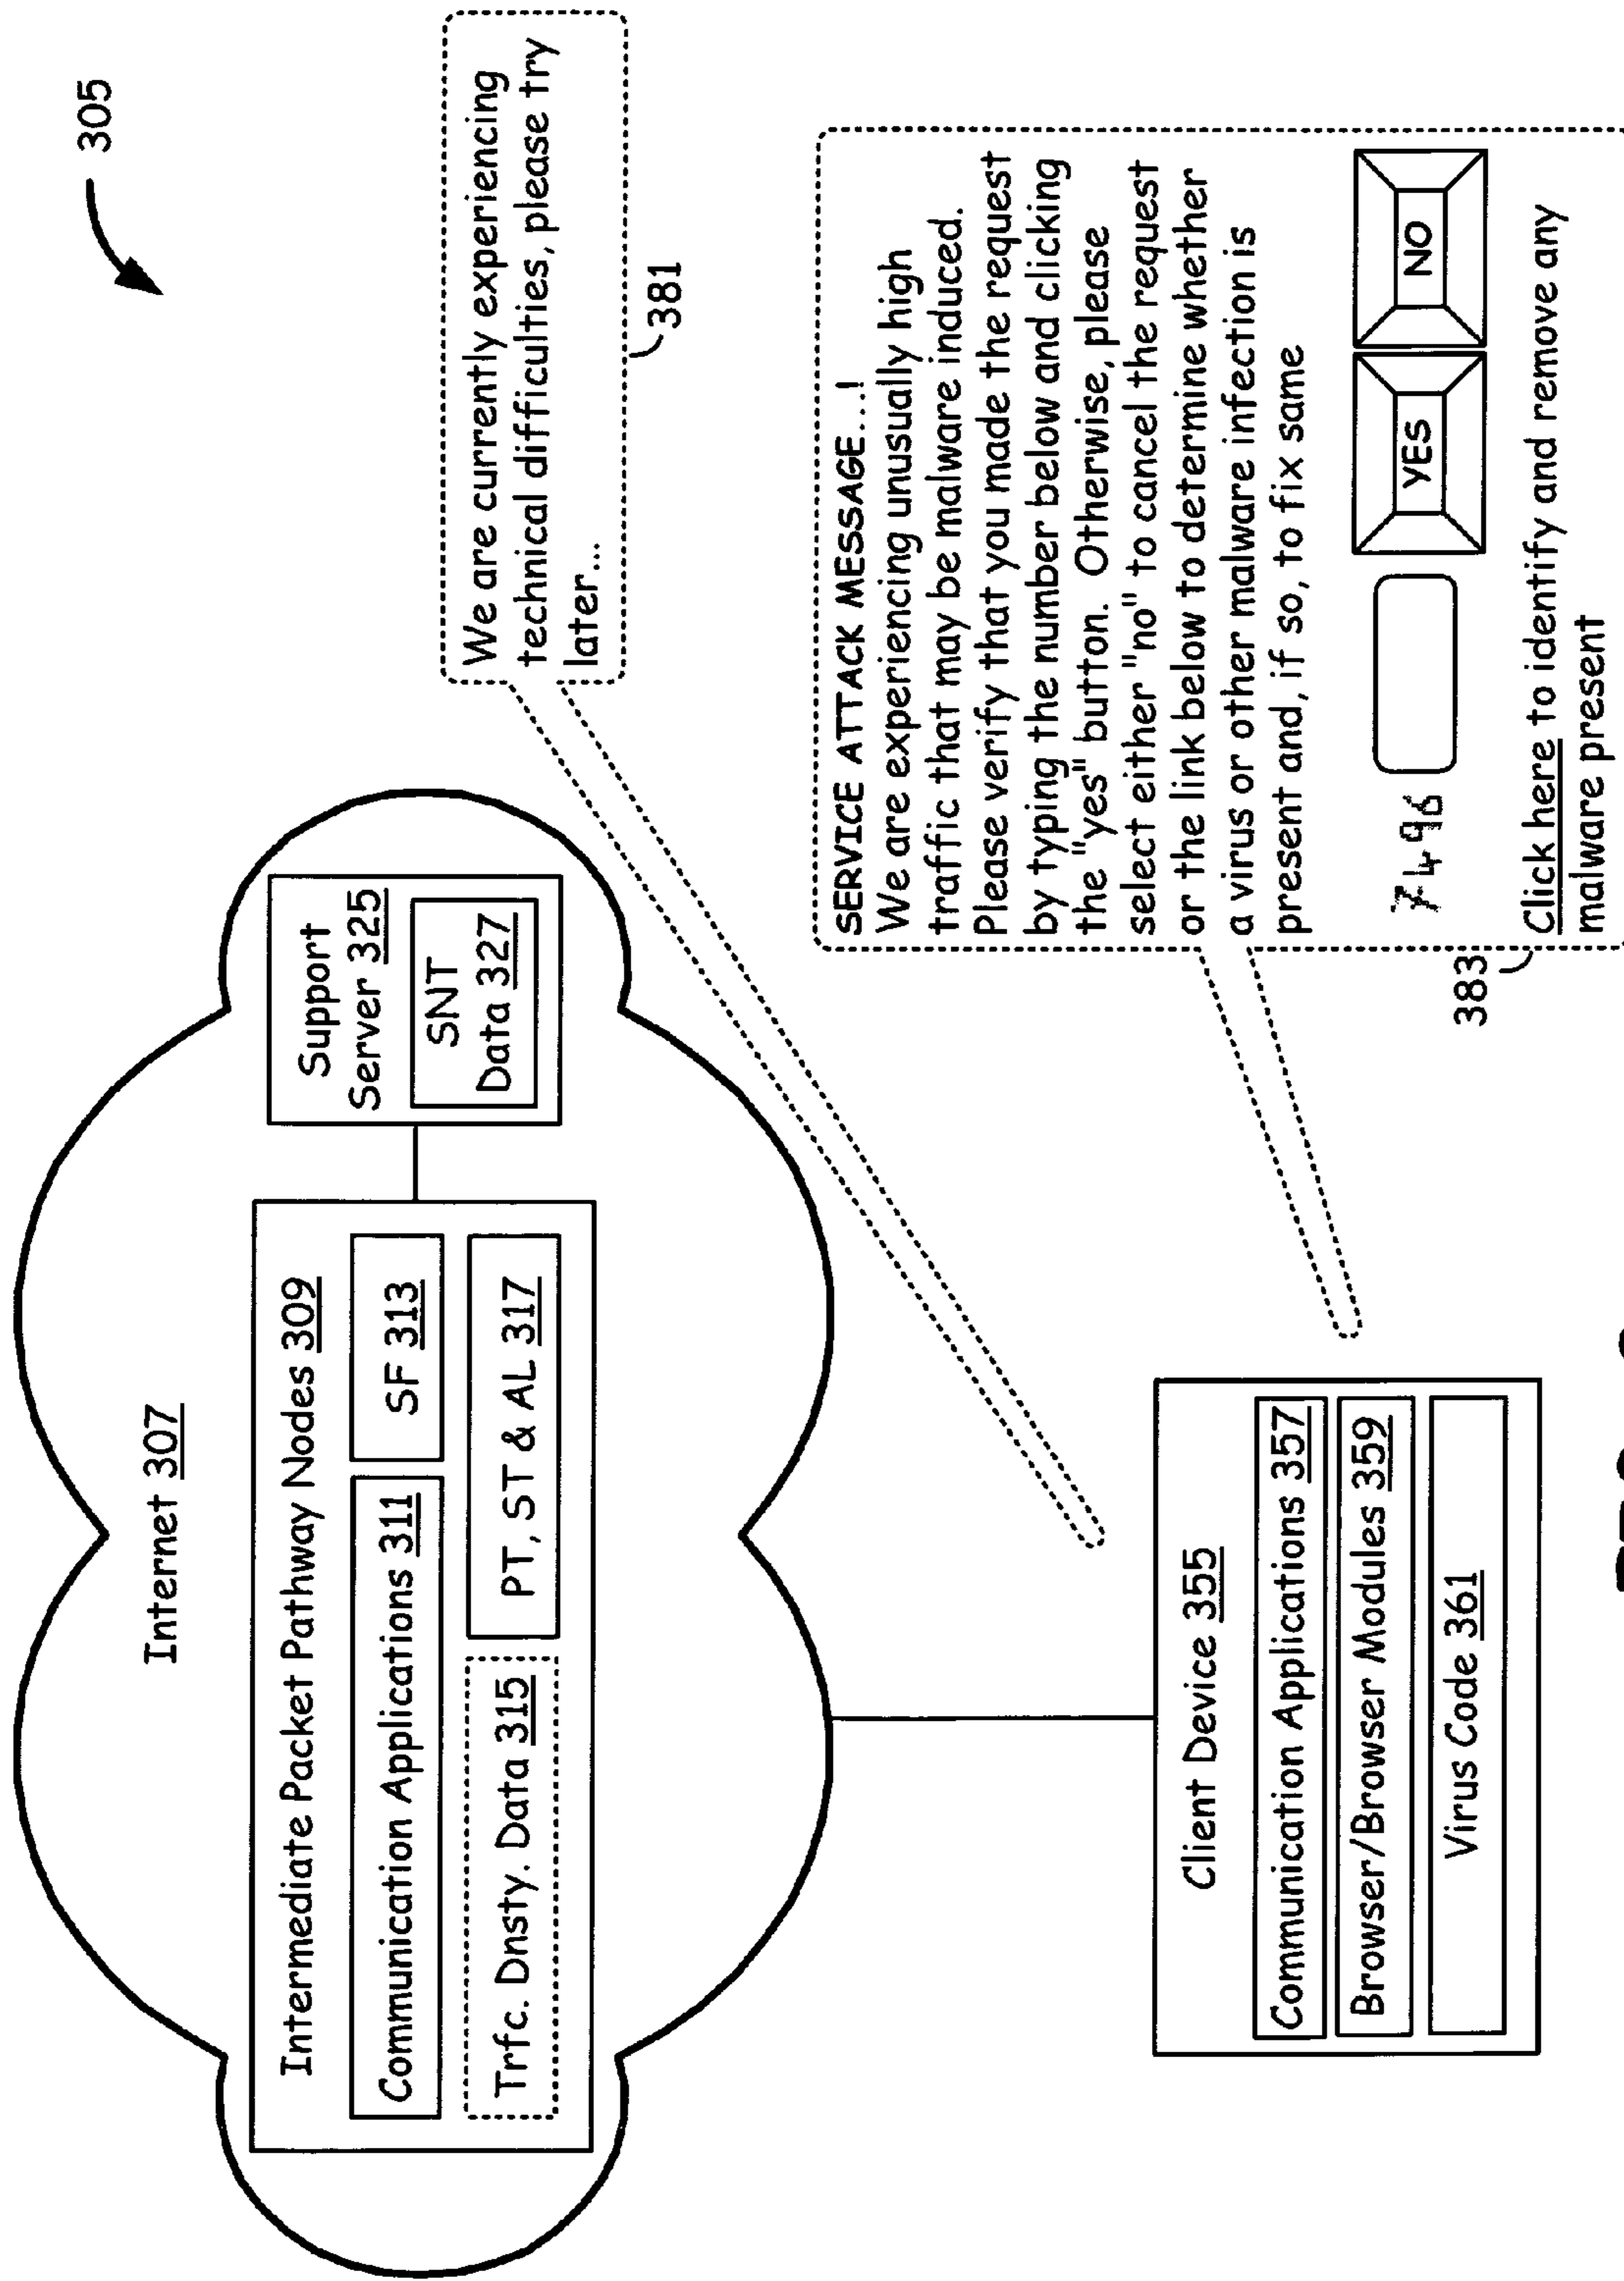 305
Internet 307
Intermediate Packet Pathway Nodes 309
Communication Applications 311
SF 313
Trfc. Dnsty. Data 315
PT, ST & AL 317
Support
Server 325
SNT
Data 327
We are currently experiencing
technical difficulties, please try
later...
381
Client Device 355
Communication Applications 357
Browser/Browser Modules 359
Virus Code 361
SERVICE ATTACK MESSAGE...!
We are experiencing unusually high
traffic that may be malware induced.
Please verify that you made the request
by typing the number below and clicking
the "yes" button. Otherwise, please
select either "no" to cancel the request
or the link below to determine whether
a virus or other malware infection is
present and, if so, to fix same
7496
YES
NO
Click here to identify and remove any
malware present
383